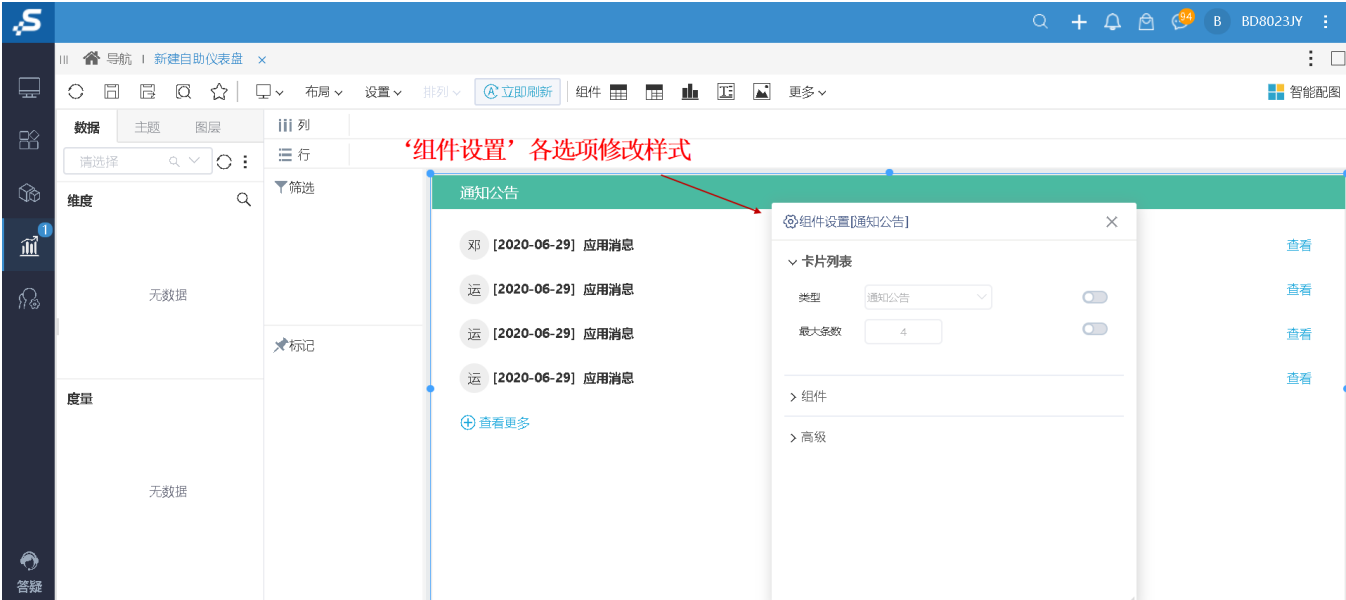 94 B BD8023JY
导航 新建自助仪表盘 ×
布局 设置 排列 立即刷新 组件 更多 智能配图
数据 主题 图层 列
请选择 行
‘组件设置’各选项修改样式
维度 筛选 通知公告
组件设置[通知公告]
1
邓 [2020-06-29] 应用消息 查看
卡片列表
运 [2020-06-29] 应用消息 查看
类型 通知公告
无数据
运 [2020-06-29] 应用消息 查看
最大条数 4
标记
运 [2020-06-29] 应用消息 查看
度量 组件
查看更多
高级
无数据
答疑